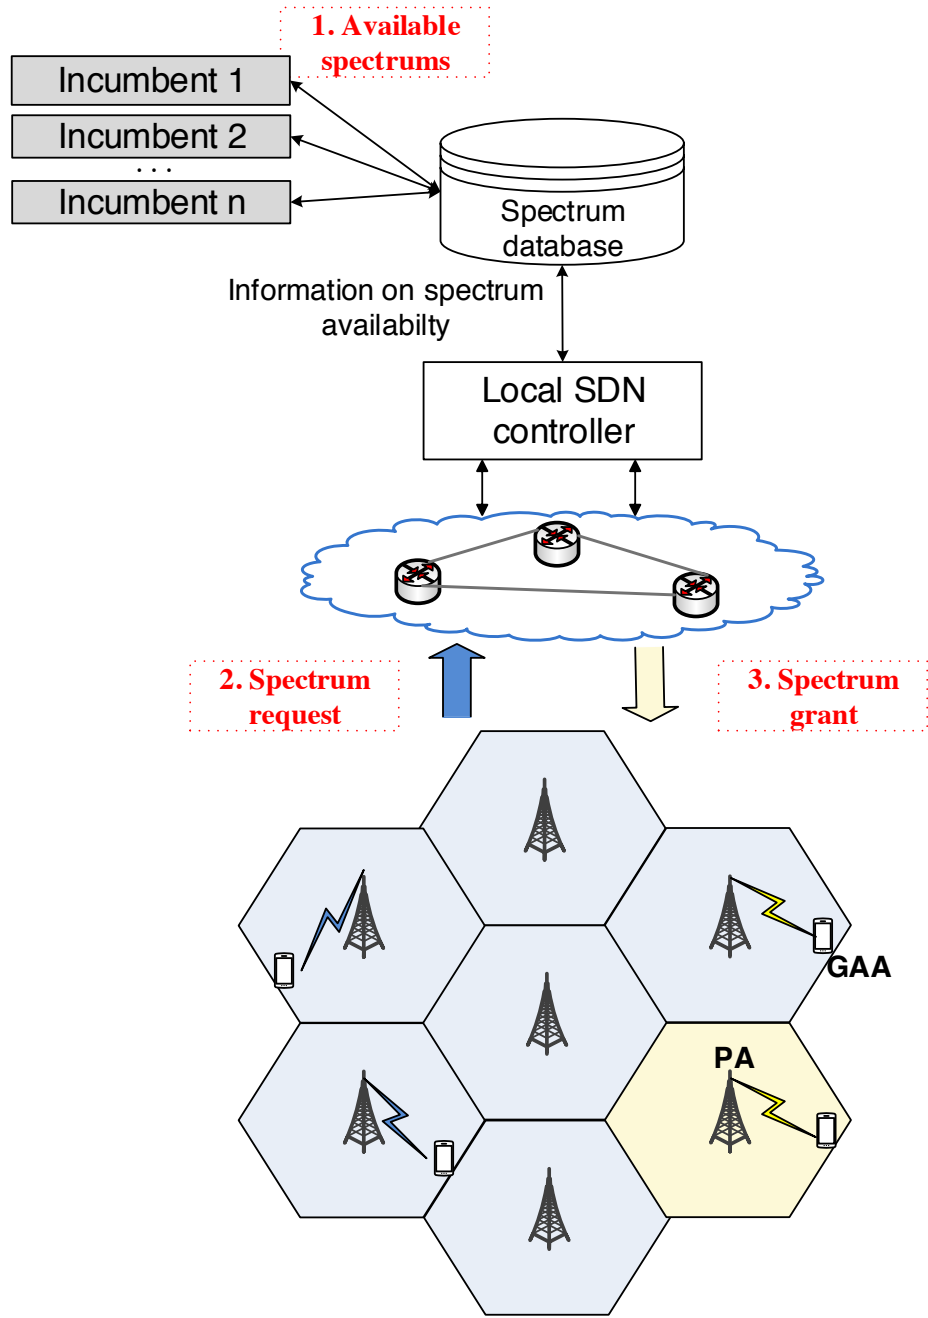 1. Available
spectrums
Incumbent 1
Incumbent 2
. . .
Incumbent n
Spectrum
database
Information on spectrum
availabilty
Local SDN
controller
2. Spectrum
request
3. Spectrum
grant
GAA
PA